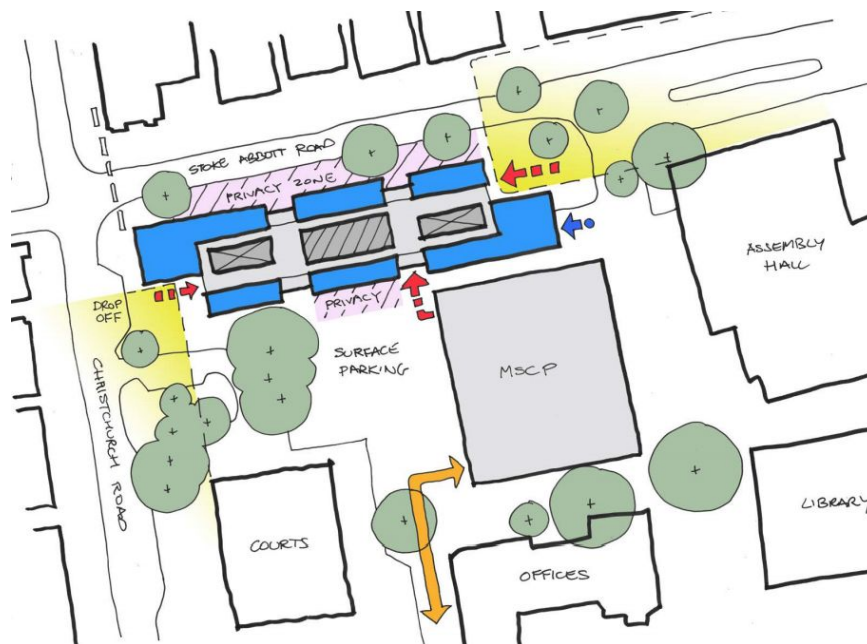 STOKE ABBOTT ROAD
PRIVACY ZONE
ASSEMBLY
HALL
DROP
OFF
PRIVACY
SURFACE
PARKING
MSCP
CHRISTCHURCH ROAD
COURTS
OFFICES
LIBRARY